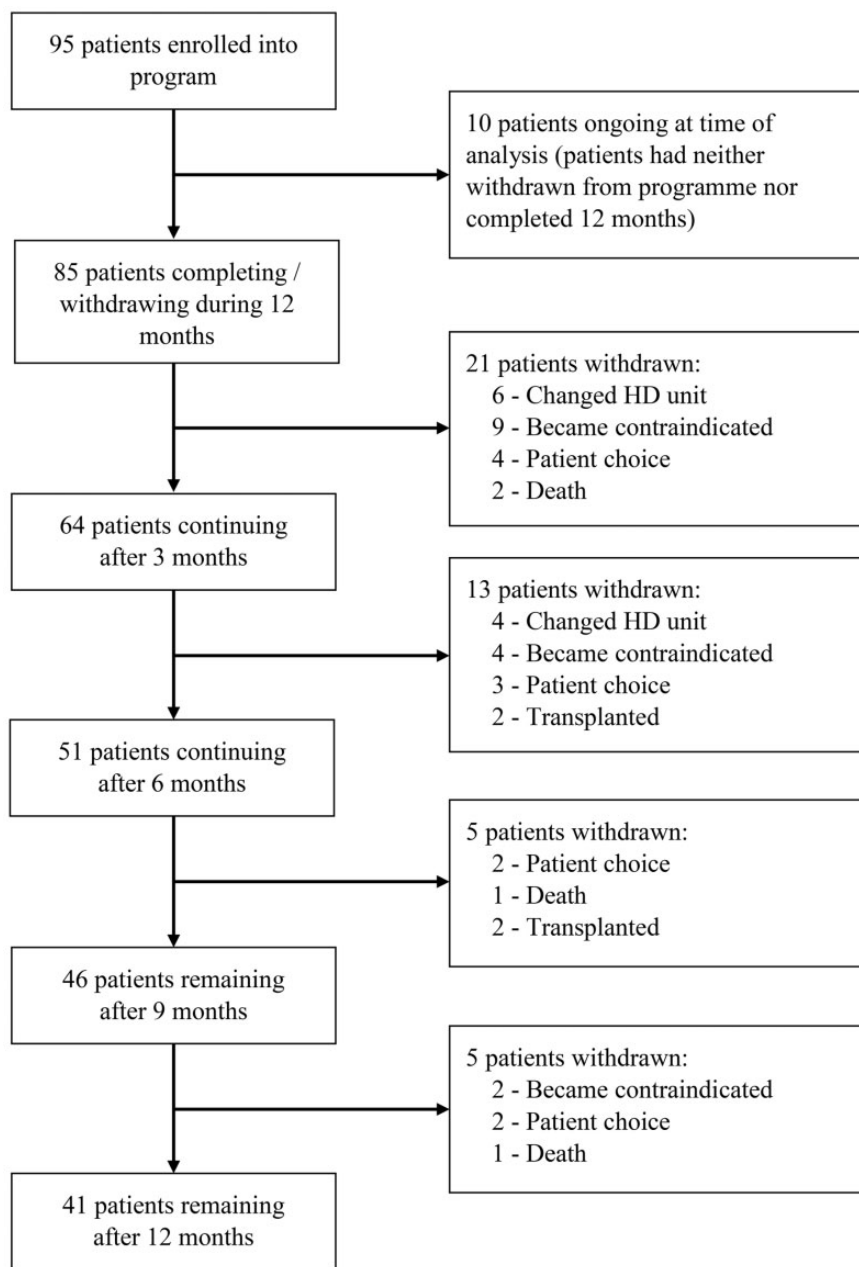 95 patients enrolled into
program
10 patients ongoing at time of
analysis (patients had neither
withdrawn from programme nor
completed 12 months)
85 patients completing /
withdrawing during 12
months
21 patients withdrawn:
6 - Changed HD unit
9 - Became contraindicated
4 - Patient choice
2 - Death
64 patients continuing
after 3 months
13 patients withdrawn:
4 - Changed HD unit
4 - Became contraindicated
3 - Patient choice
2 - Transplanted
51 patients continuing
after 6 months
5 patients withdrawn:
2 - Patient choice
1 - Death
2 - Transplanted
46 patients remaining
after 9 months
5 patients withdrawn:
2 - Became contraindicated
2 - Patient choice
1 - Death
41 patients remaining
after 12 months